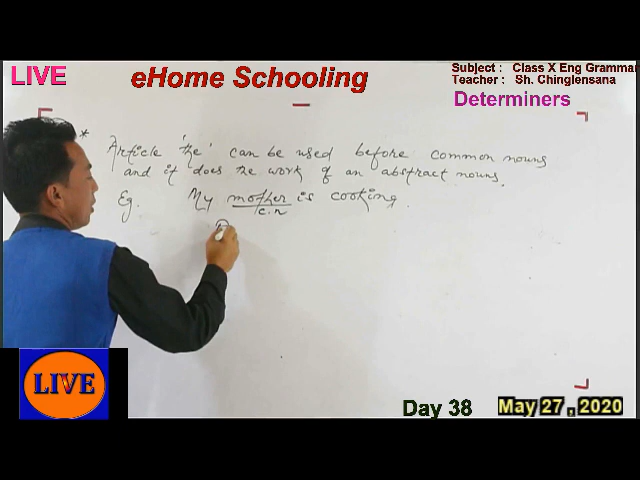 LIVE
eHome Schooling
Subject : Class X Eng Grammar
Teacher : Sh. Chinglensana
Determiners
* Article 'the' can be used before common nouns
and it does the work of an abstract nouns.
Eg. My mother is cooking.
c.n
LIVE
Day 38
May 27 , 2020